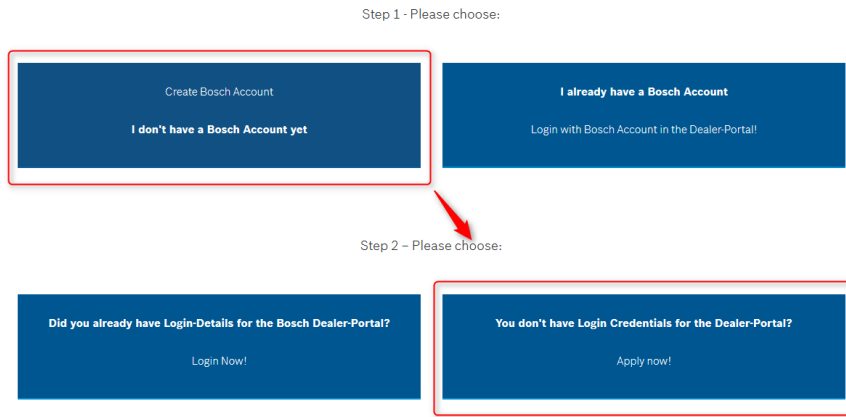 Step 1 - Please choose:
Create Bosch Account
I don't have a Bosch Account yet
I already have a Bosch Account
Login with Bosch Account in the Dealer-Portal!
Step 2 – Please choose:
Did you already have Login-Details for the Bosch Dealer-Portal?
Login Now!
You don't have Login Credentials for the Dealer-Portal?
Apply now!